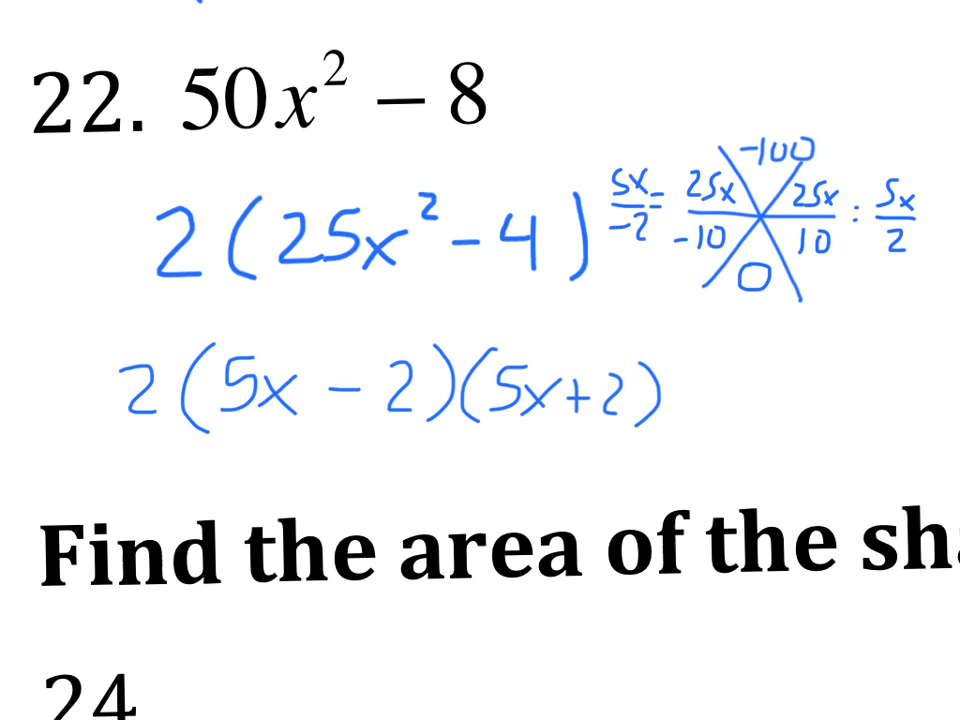 22. 50x² − 8
2(25x² - 4)
5x/-2 = 25x/-10
-100
25x/10 : 5x/2
0
2(5x - 2)(5x+2)
Find the area of the sha
24